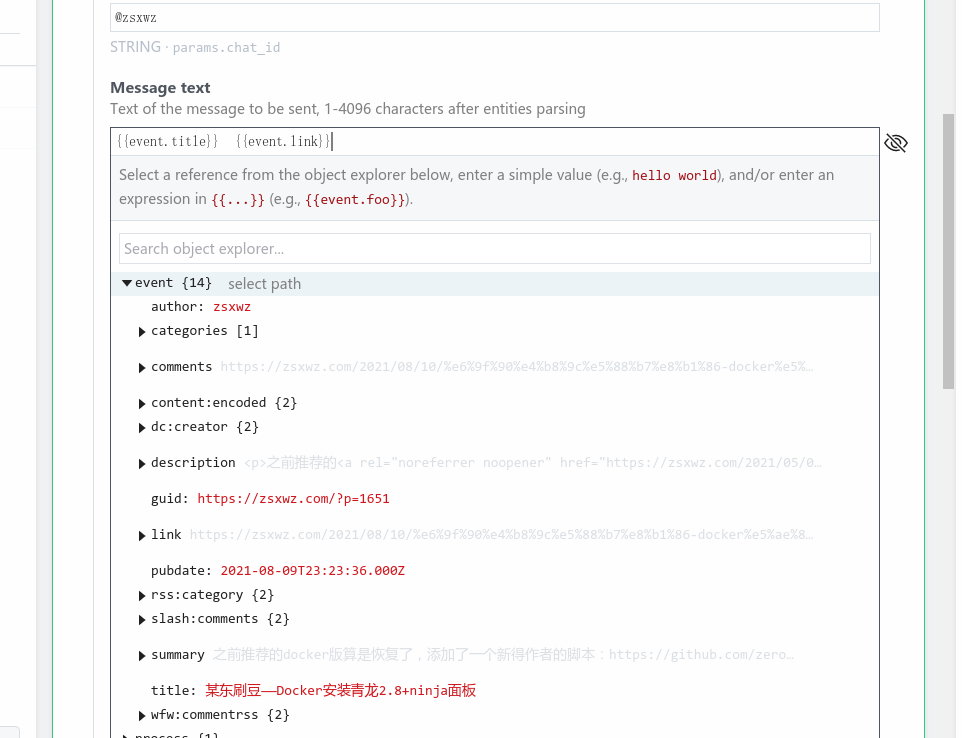 @zsxwz
STRING · params.chat_id
Message text
Text of the message to be sent, 1-4096 characters after entities parsing
{{event.title}}  {{event.link}}
Select a reference from the object explorer below, enter a simple value (e.g., hello world), and/or enter an
expression in {{...}} (e.g., {{event.foo}}).
Search object explorer...
event {14} select path
author: zsxwz
categories [1]
comments https://zsxwz.com/2021/08/10/%e6%9f%90%e4%b8%9c%e5%88%b7%e8%b1%86-docker%e5%…
content:encoded {2}
dc:creator {2}
description <p>之前推荐的<a rel="noreferrer noopener" href="https://zsxwz.com/2021/05/0…
guid: https://zsxwz.com/?p=1651
link https://zsxwz.com/2021/08/10/%e6%9f%90%e4%b8%9c%e5%88%b7%e8%b1%86-docker%e5%ae%8…
pubdate: 2021-08-09T23:23:36.000Z
rss:category {2}
slash:comments {2}
summary 之前推荐的docker版算是恢复了，添加了一个新得作者的脚本：https://github.com/zero…
title: 某东刷豆——Docker安装青龙2.8+ninja面板
wfw:commentrss {2}
process {1}